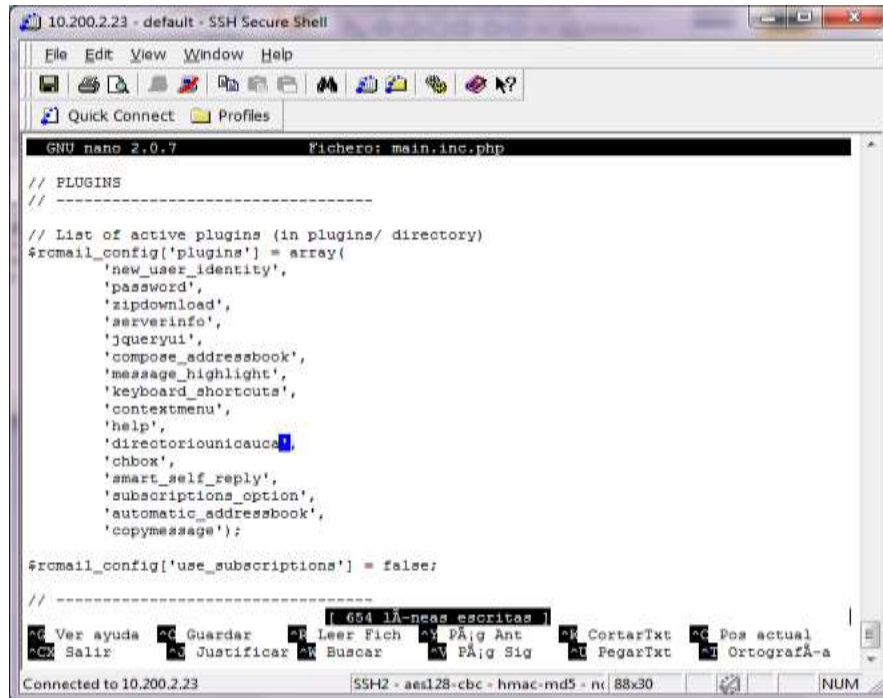 10.200.2.23 - default - SSH Secure Shell
File Edit View Window Help
Quick Connect Profiles
GNU nano 2.0.7 Fichero: main.inc.php
// PLUGINS
// ----------------------------------
// List of active plugins (in plugins/ directory)
$rcmail_config['plugins'] = array(
'new_user_identity',
'password',
'zipdownload',
'serverinfo',
'jqueryui',
'compose_addressbook',
'message_highlight',
'keyboard_shortcuts',
'contextmenu',
'help',
'directoriounicauca',
'chbox',
'smart_self_reply',
'subscriptions_option',
'automatic_addressbook',
'copymessage');
$rcmail_config['use_subscriptions'] = false;
// ----------------------------------
[ 654 lÃ-neas escritas ]
^G Ver ayuda ^O Guardar ^R Leer Fich ^Y PÃ¡g Ant ^K CortarTxt ^C Pos actual
^CX Salir ^J Justificar ^W Buscar ^V PÃ¡g Sig ^U PegarTxt ^T OrtografÃ-a
Connected to 10.200.2.23 SSH2 - aes128-cbc - hmac-md5 - nc 88x30 NUM